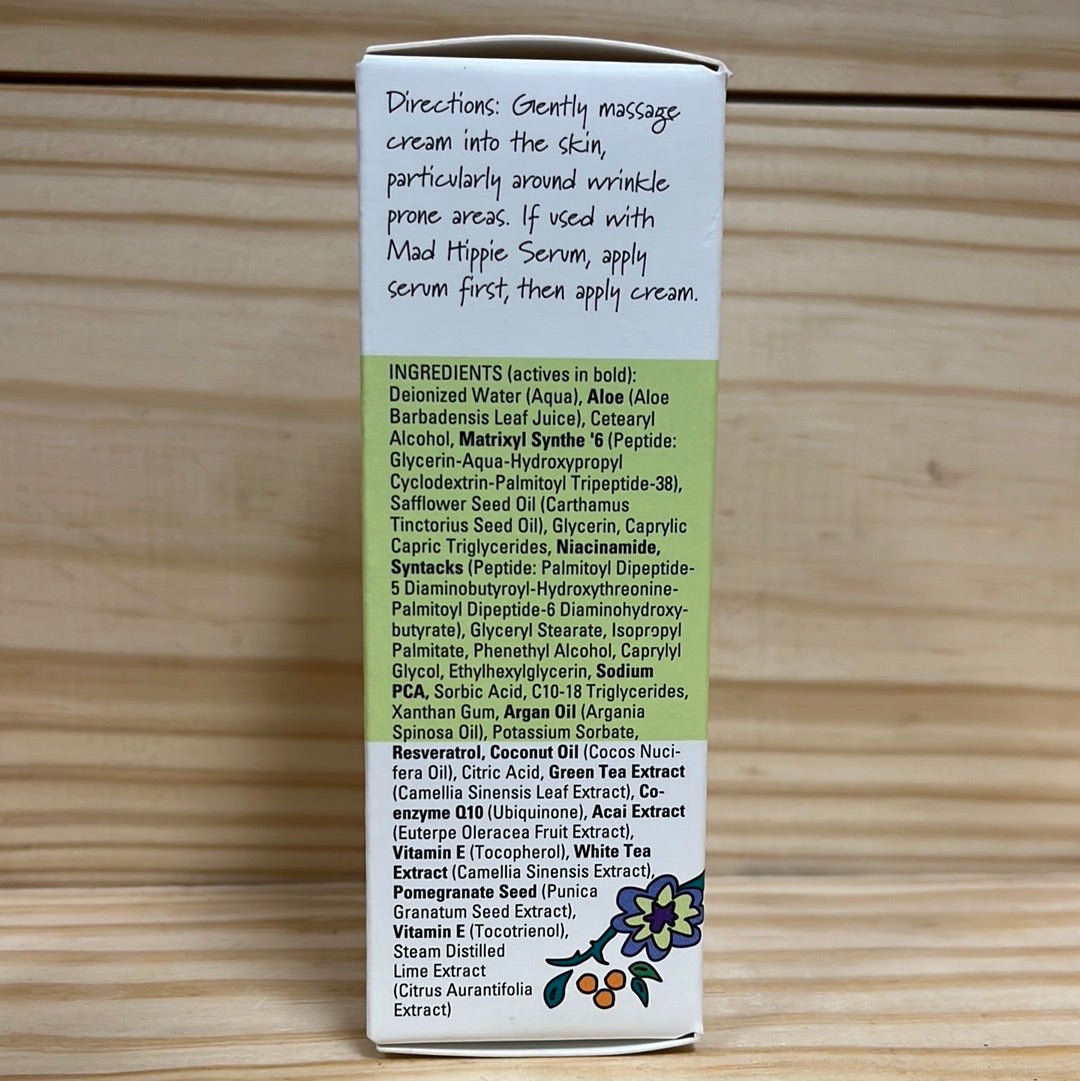 Directions: Gently massage
cream into the skin,
particularly around wrinkle
prone areas. If used with
Mad Hippie Serum, apply
serum first, then apply cream.
INGREDIENTS (actives in bold):
Deionized Water (Aqua), Aloe (Aloe
Barbadensis Leaf Juice), Cetearyl
Alcohol, Matrixyl Synthe '6 (Peptide:
Glycerin-Aqua-Hydroxypropyl
Cyclodextrin-Palmitoyl Tripeptide-38),
Safflower Seed Oil (Carthamus
Tinctorius Seed Oil), Glycerin, Caprylic
Capric Triglycerides, Niacinamide,
Syntacks (Peptide: Palmitoyl Dipeptide-
5 Diaminobutyroyl-Hydroxythreonine-
Palmitoyl Dipeptide-6 Diaminohydroxy-
butyrate), Glyceryl Stearate, Isopropyl
Palmitate, Phenethyl Alcohol, Caprylyl
Glycol, Ethylhexylglycerin, Sodium
PCA, Sorbic Acid, C10-18 Triglycerides,
Xanthan Gum, Argan Oil (Argania
Spinosa Oil), Potassium Sorbate,
Resveratrol, Coconut Oil (Cocos Nuci-
fera Oil), Citric Acid, Green Tea Extract
(Camellia Sinensis Leaf Extract), Co-
enzyme Q10 (Ubiquinone), Acai Extract
(Euterpe Oleracea Fruit Extract),
Vitamin E (Tocopherol), White Tea
Extract (Camellia Sinensis Extract),
Pomegranate Seed (Punica
Granatum Seed Extract),
Vitamin E (Tocotrienol),
Steam Distilled
Lime Extract
(Citrus Aurantifolia
Extract)